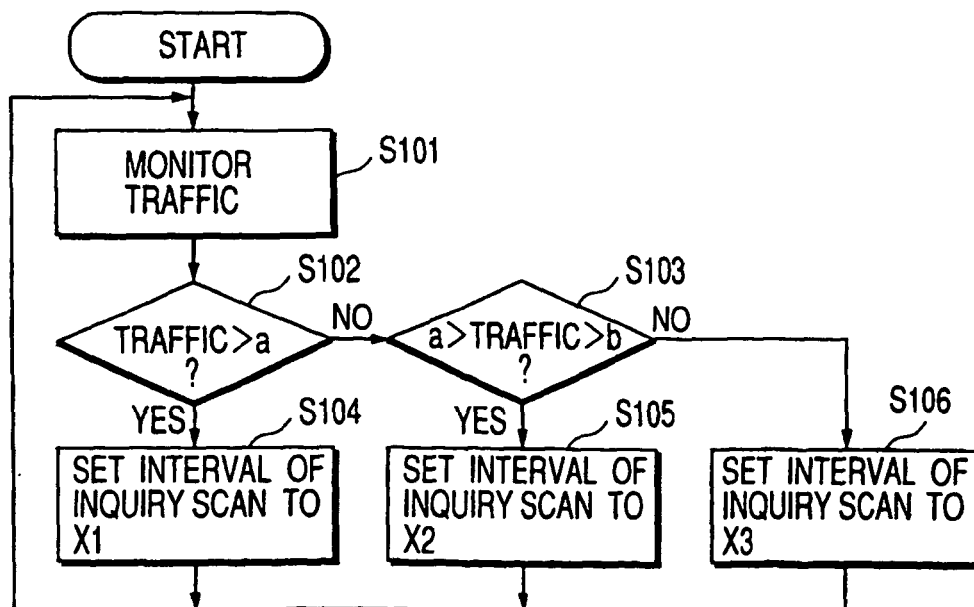 START
MONITOR
TRAFFIC
S101
S102
TRAFFIC>a
?
NO
S103
a>TRAFFIC>b
?
NO
YES
S104
SET INTERVAL OF
INQUIRY SCAN TO
X1
YES
S105
SET INTERVAL OF
INQUIRY SCAN TO
X2
S106
SET INTERVAL OF
INQUIRY SCAN TO
X3